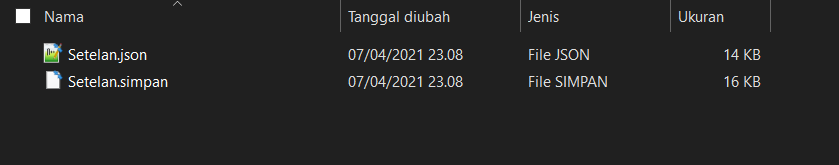 Nama Tanggal diubah Jenis Ukuran
Setelan.json 07/04/2021 23.08 File JSON 14 KB
Setelan.simpan 07/04/2021 23.08 File SIMPAN 16 KB